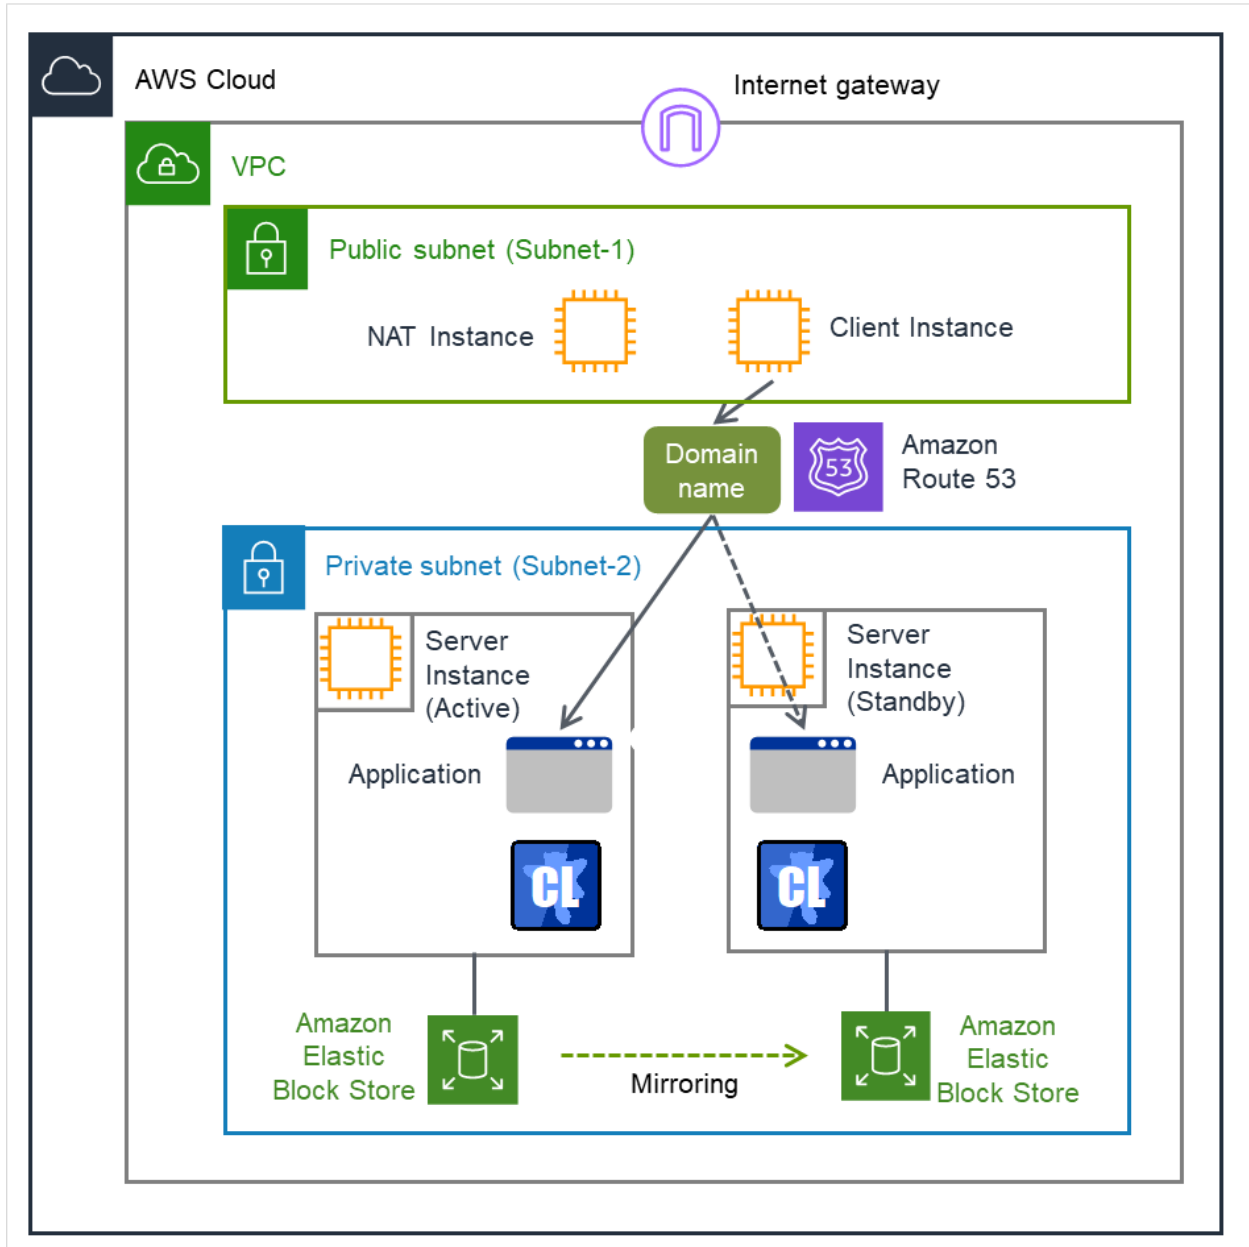 AWS Cloud
Internet gateway
VPC
Public subnet (Subnet-1)
NAT Instance
Client Instance
Domain
name
53
Amazon
Route 53
Private subnet (Subnet-2)
Server
Instance
(Active)
Server
Instance
(Standby)
Application
Application
CL
CL
Amazon
Elastic
Block Store
Mirroring
Amazon
Elastic
Block Store